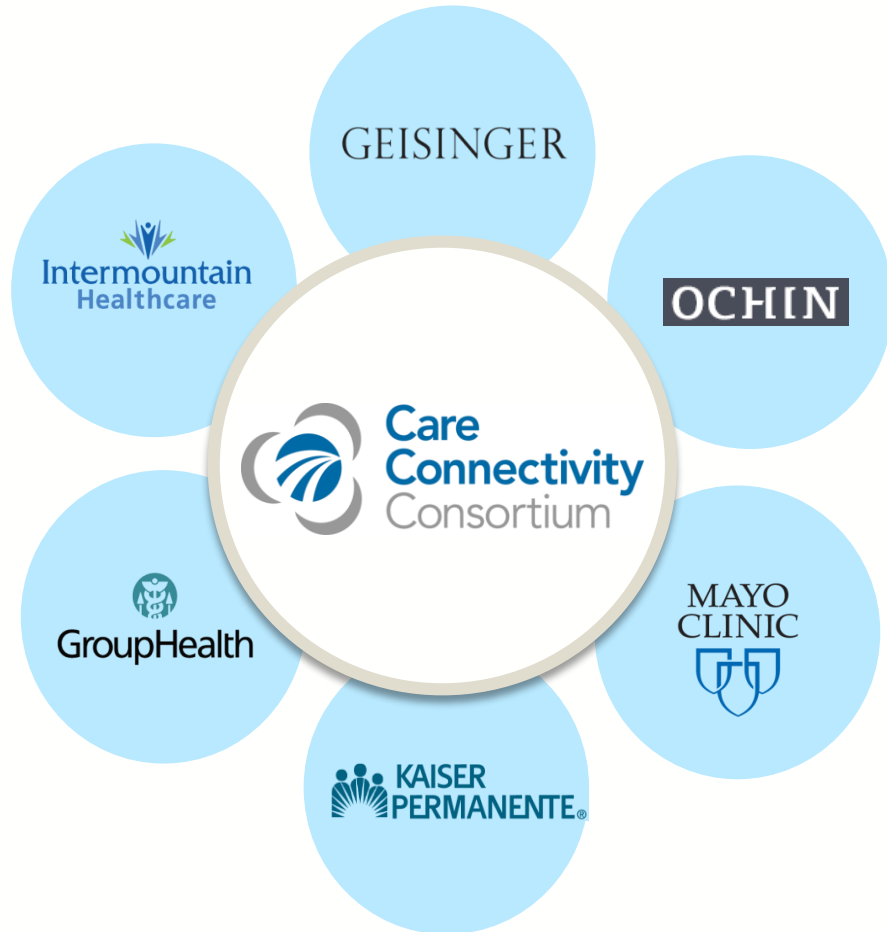 GEISINGER
Intermountain
Healthcare
OCHIN
Care
Connectivity
Consortium
GroupHealth
MAYO
CLINIC
KAISER
PERMANENTE®